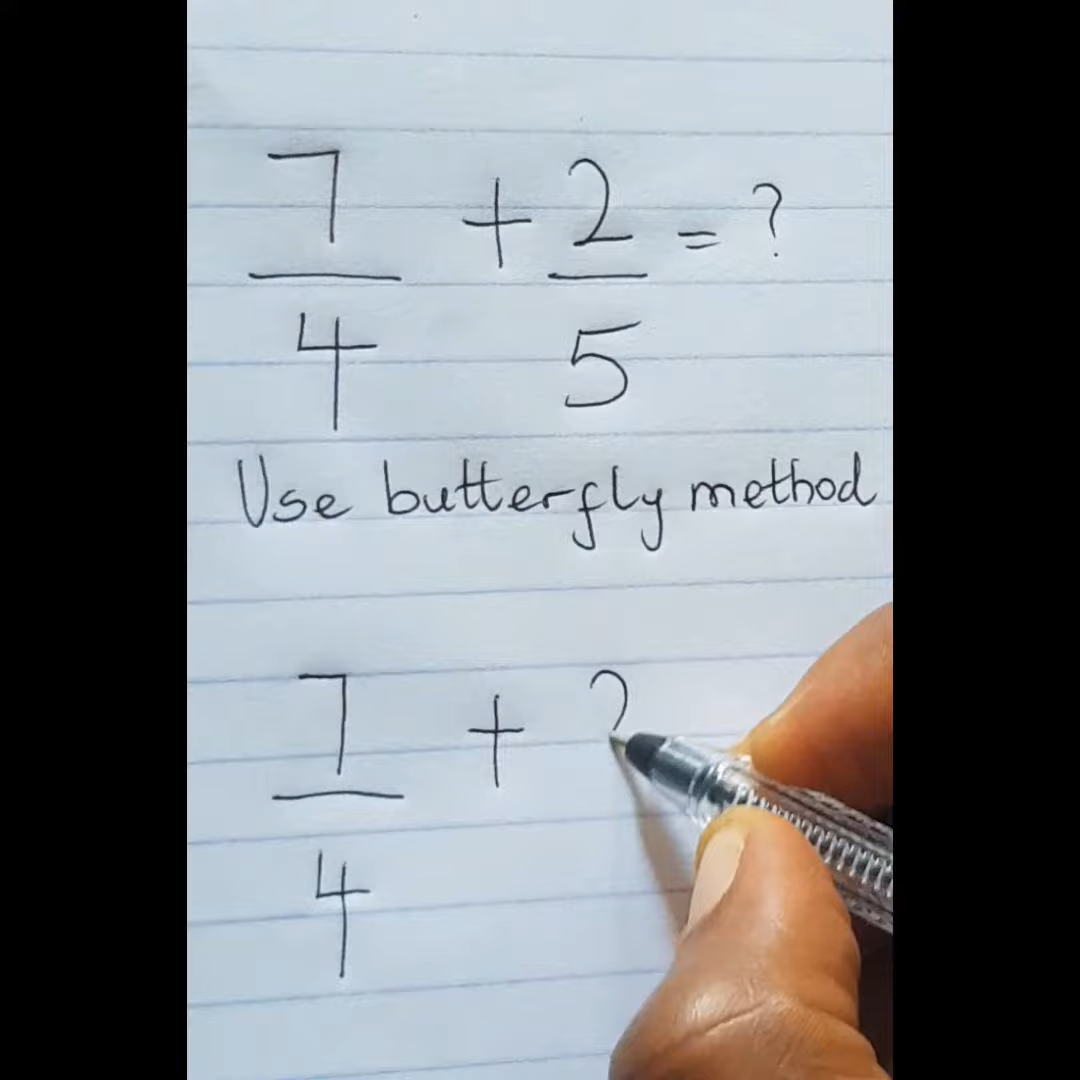 7 + 2 = ?
4 5
Use butterfly method
7 +
4